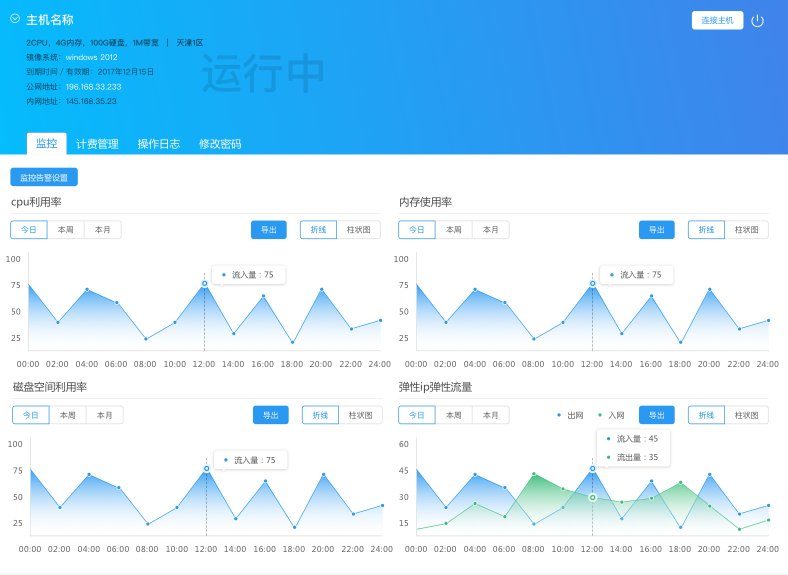 主机名称
连接主机
2CPU，4G内存，100G硬盘，1M带宽 | 天津1区
镜像系统：windows 2012
到期时间 / 有效期：2017年12月15日
公网地址：196.168.33.233
内网地址：145.168.35.23
运行中
监控 计费管理 操作日志 修改密码
监控告警设置
cpu利用率
今日 本周 本月 导出 折线 柱状图
流入量 : 75
100
75
50
25
00:00 02:00 04:00 06:00 08:00 10:00 12:00 14:00 16:00 18:00 20:00 22:00 24:00
内存使用率
今日 本周 本月 导出 折线 柱状图
流入量 : 75
100
75
50
25
00:00 02:00 04:00 06:00 08:00 10:00 12:00 14:00 16:00 18:00 20:00 22:00 24:00
磁盘空间利用率
今日 本周 本月 导出 折线 柱状图
流入量 : 75
100
75
50
25
00:00 02:00 04:00 06:00 08:00 10:00 12:00 14:00 16:00 18:00 20:00 22:00 24:00
弹性ip弹性流量
今日 本周 本月 出网 入网 导出 折线 柱状图
流入量 : 45
流出量 : 35
60
45
30
15
00:00 02:00 04:00 06:00 08:00 10:00 12:00 14:00 16:00 18:00 20:00 22:00 24:00